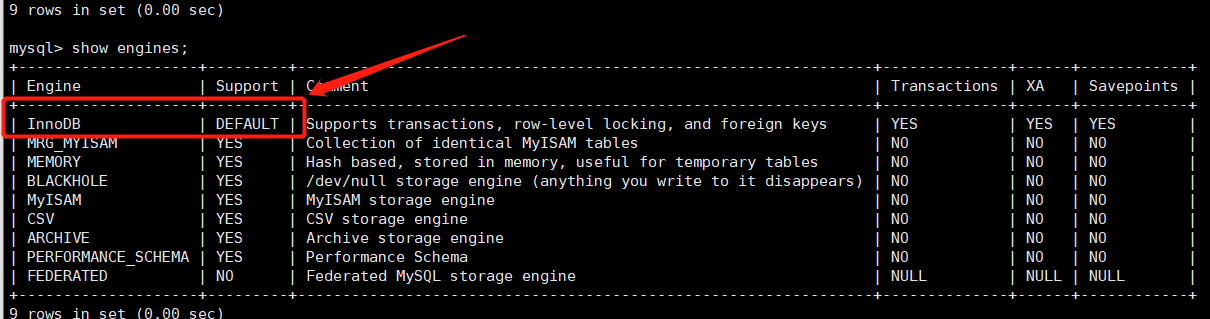 9 rows in set (0.00 sec)
mysql> show engines;
+--------------------+---------+----------------------------------------------------------------+--------------+------+------------+
| Engine             | Support | Comment                                                        | Transactions | XA   | Savepoints |
+--------------------+---------+----------------------------------------------------------------+--------------+------+------------+
| InnoDB             | DEFAULT | Supports transactions, row-level locking, and foreign keys     | YES          | YES  | YES        |
| MRG_MYISAM         | YES     | Collection of identical MyISAM tables                          | NO           | NO   | NO         |
| MEMORY             | YES     | Hash based, stored in memory, useful for temporary tables      | NO           | NO   | NO         |
| BLACKHOLE          | YES     | /dev/null storage engine (anything you write to it disappears) | NO           | NO   | NO         |
| MyISAM             | YES     | MyISAM storage engine                                          | NO           | NO   | NO         |
| CSV                | YES     | CSV storage engine                                             | NO           | NO   | NO         |
| ARCHIVE            | YES     | Archive storage engine                                         | NO           | NO   | NO         |
| PERFORMANCE_SCHEMA | YES     | Performance Schema                                             | NO           | NO   | NO         |
| FEDERATED          | NO      | Federated MySQL storage engine                                 | NULL         | NULL | NULL       |
+--------------------+---------+----------------------------------------------------------------+--------------+------+------------+
9 rows in set (0.00 sec)